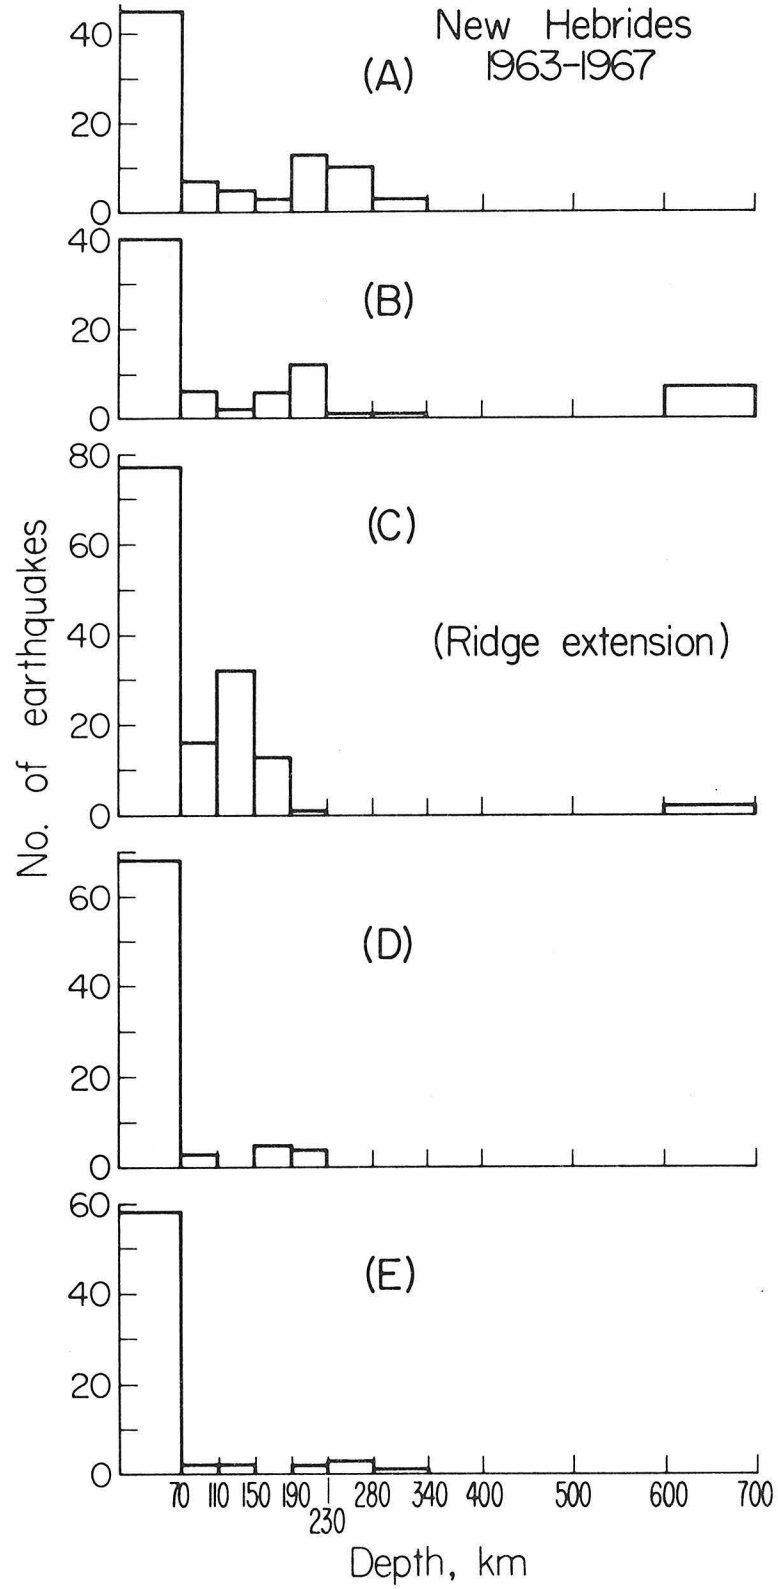 New Hebrides
1963-1967
(A)
40
20
0
(B)
40
20
0
(C)
(Ridge extension)
80
60
40
20
0
(D)
60
40
20
0
(E)
60
40
20
0
No. of earthquakes
70 110 150 190 230 280 340 400 500 600 700
Depth, km